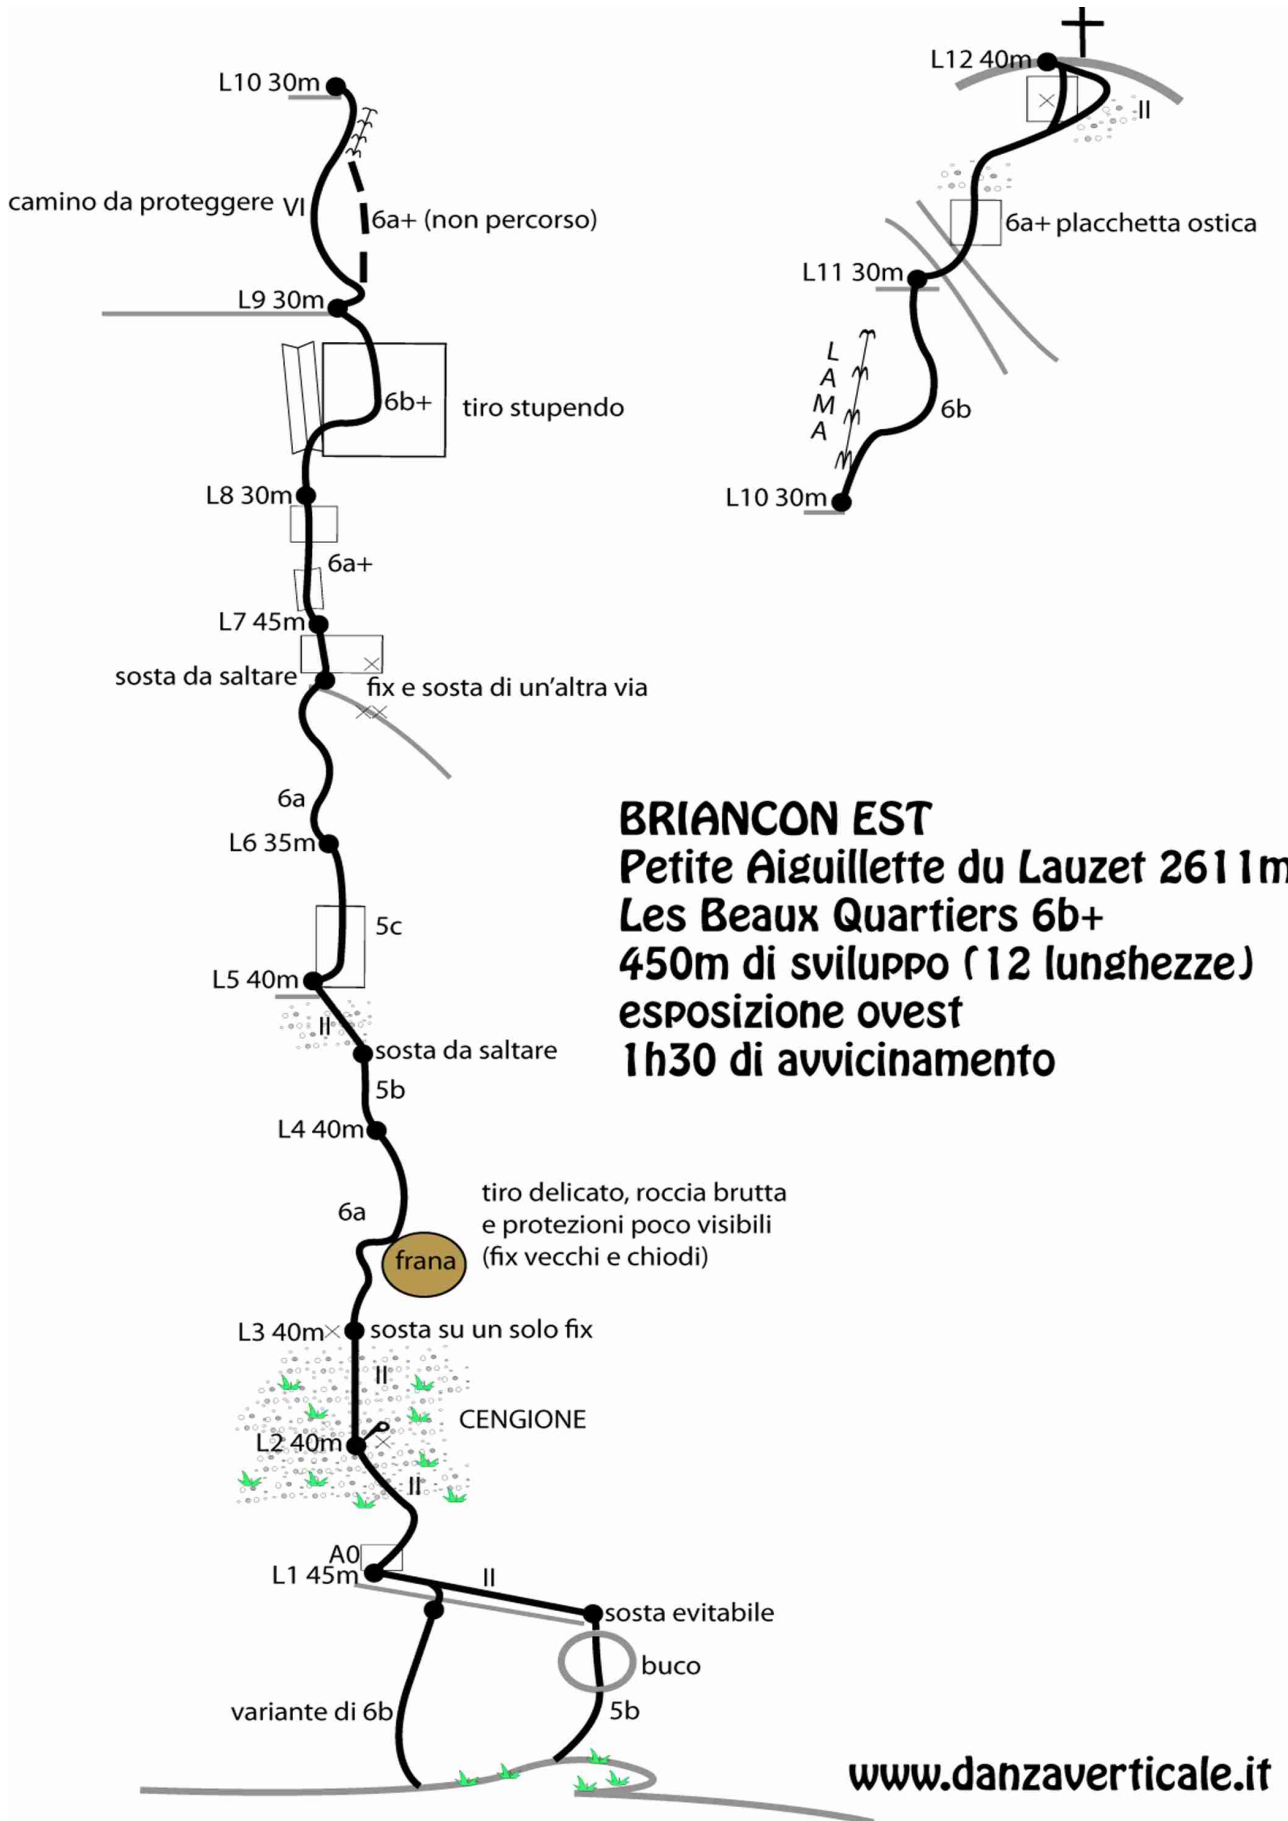 L12 40m
II
6a+ placchetta ostica
L11 30m
L
A
M
A
6b
L10 30m
L10 30m
camino da proteggere VI
6a+ (non percorso)
L9 30m
6b+
tiro stupendo
L8 30m
6a+
L7 45m
sosta da saltare
fix e sosta di un'altra via
6a
L6 35m
5c
L5 40m
II
sosta da saltare
5b
L4 40m
6a
tiro delicato, roccia brutta
e protezioni poco visibili
(fix vecchi e chiodi)
frana
L3 40m
sosta su un solo fix
II
CENGIONE
L2 40m
II
A0
L1 45m
II
sosta evitabile
buco
variante di 6b
5b
BRIANCON EST
Petite Aiguillette du Lauzet 2611m
Les Beaux Quartiers 6b+
450m di sviluppo (12 lunghezze)
esposizione ovest
1h30 di avvicinamento
www.danzaverticale.it